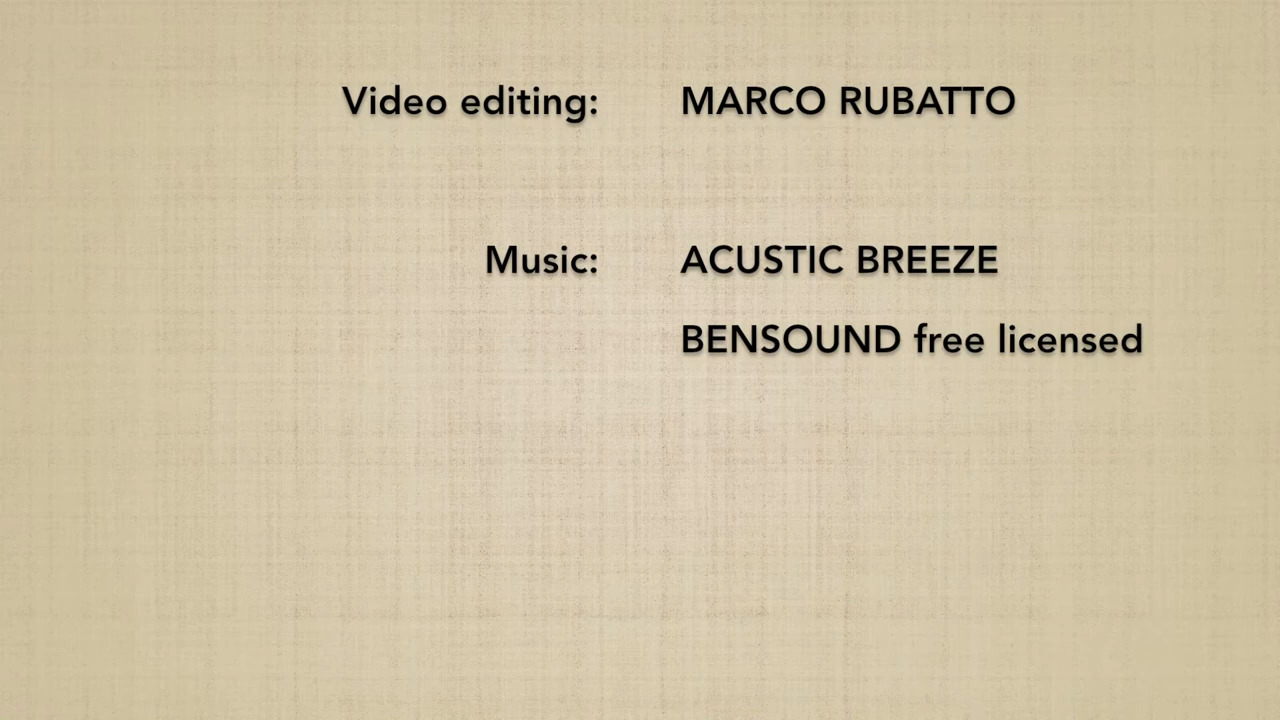 Video editing: MARCO RUBATTO
Music: ACUSTIC BREEZE
BENSOUND free licensed